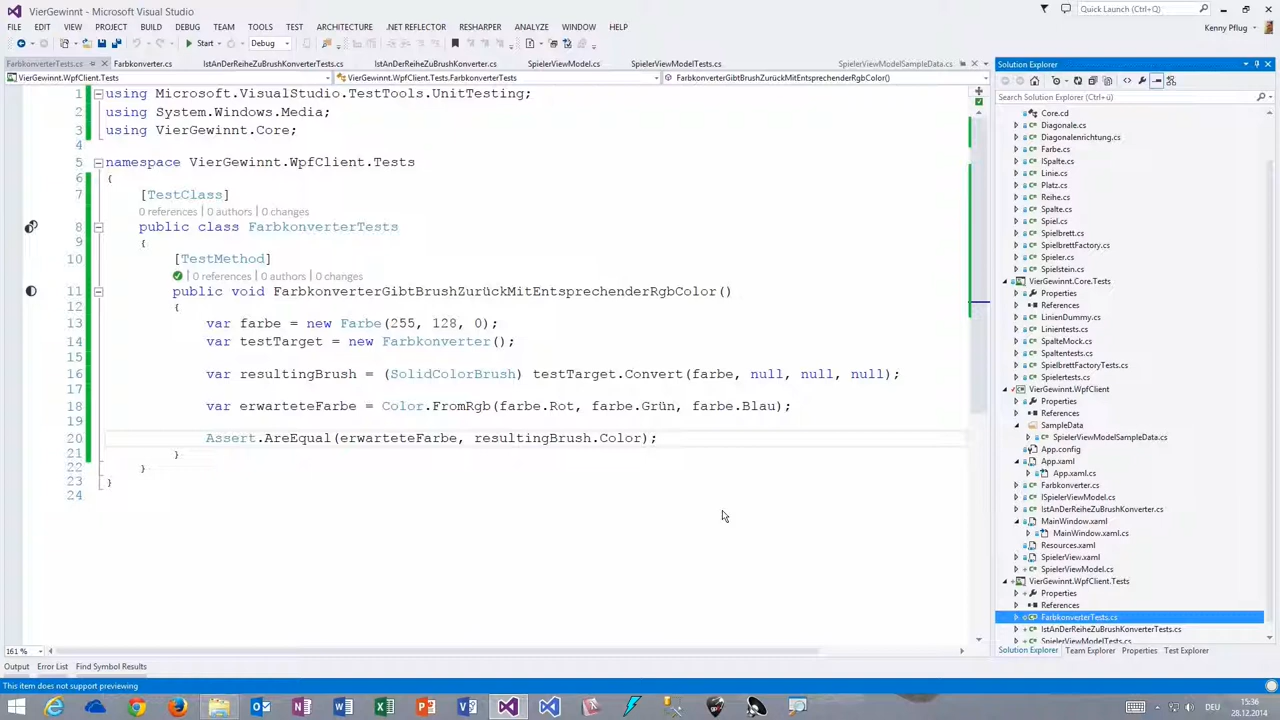 VierGewinnt - Microsoft Visual Studio
Quick Launch (Ctrl+Q)
FILE EDIT VIEW PROJECT BUILD DEBUG TEAM TOOLS TEST ARCHITECTURE REFLECTOR RESHARPER ANALYZE WINDOW HELP
Kenny Pflug
Start
Debug
FarbkonverterTests.cs Farbkonverter.cs IstAnDerReiheZuBrushKonverterTests.cs IstAnDerReiheZuBrushKonverter.cs SpielerViewModel.cs SpielerViewModelTests.cs SpielerViewModelSampleData.cs
VierGewinnt.WpfClient.Tests VierGewinnt.WpfClient.Tests.FarbkonverterTests FarbkonverterGibtBrushZurückMitEntsprechenderRgbColor()
1 using Microsoft.VisualStudio.TestTools.UnitTesting;
2 using System.Windows.Media;
3 using VierGewinnt.Core;
4
5 namespace VierGewinnt.WpfClient.Tests
6 {
7 [TestClass]
0 references | 0 authors | 0 changes
8 public class FarbkonverterTests
9 {
10 [TestMethod]
0 references | 0 authors | 0 changes
11 public void FarbkonverterGibtBrushZurückMitEntsprechenderRgbColor()
12 {
13 var farbe = new Farbe(255, 128, 0);
14 var testTarget = new Farbkonverter();
15
16 var resultingBrush = (SolidColorBrush) testTarget.Convert(farbe, null, null, null);
17
18 var erwarteteFarbe = Color.FromRgb(farbe.Rot, farbe.Grün, farbe.Blau);
19
20 Assert.AreEqual(erwarteteFarbe, resultingBrush.Color);
21 }
22 }
23 }
24
161 %
Solution Explorer
Search Solution Explorer (Ctrl+ü)
Core.cd
Diagonale.cs
Diagonalenrichtung.cs
Farbe.cs
ISpalte.cs
Linie.cs
Platz.cs
Reihe.cs
Spalte.cs
Spiel.cs
Spielbrett.cs
SpielbrettFactory.cs
Spieler.cs
Spielstein.cs
VierGewinnt.Core.Tests
Properties
References
LinienDummy.cs
Linientests.cs
SpalteMock.cs
Spaltentests.cs
SpielbrettFactoryTests.cs
Spielertests.cs
VierGewinnt.WpfClient
Properties
References
SampleData
SpielerViewModelSampleData.cs
App.config
App.xaml
App.xaml.cs
Farbkonverter.cs
ISpielerViewModel.cs
IstAnDerReiheZuBrushKonverter.cs
MainWindow.xaml
MainWindow.xaml.cs
Resources.xaml
SpielerView.xaml
SpielerViewModel.cs
VierGewinnt.WpfClient.Tests
Properties
References
FarbkonverterTests.cs
IstAnDerReiheZuBrushKonverterTests.cs
SpielerViewModelTests.cs
Solution Explorer Team Explorer Properties Test Explorer
Output Error List Find Symbol Results
This item does not support previewing
DEU
15:36
28.12.2014